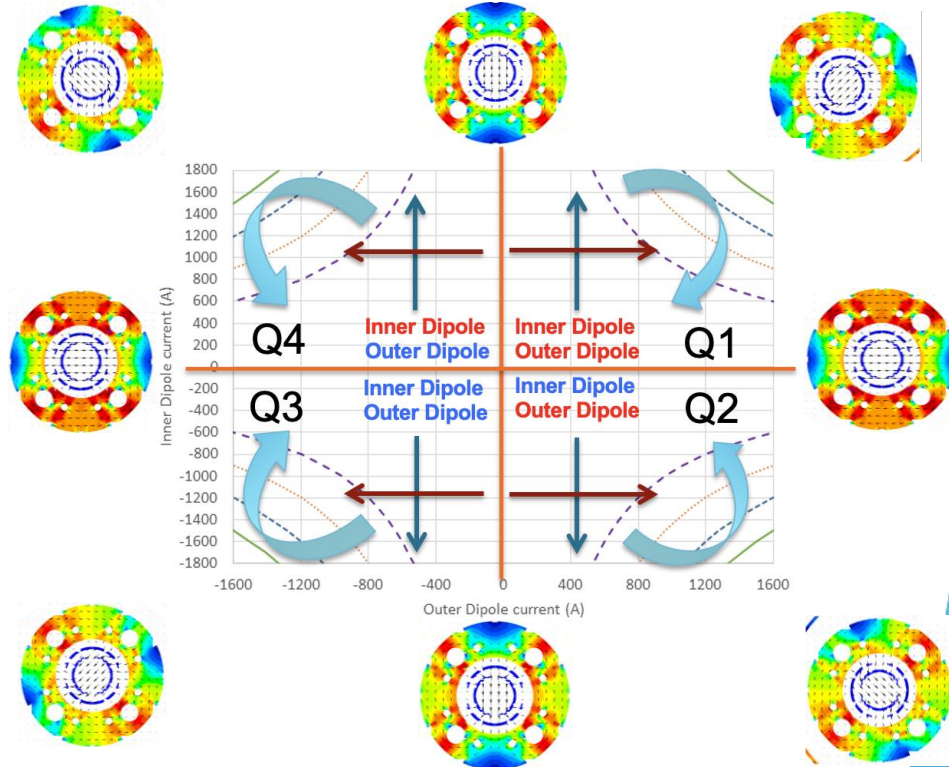 1800
1600
1400
1200
1000
800
600
400
200
0
-200
-400
-600
-800
-1000
-1200
-1400
-1600
-1800
Inner Dipole current (A)
Q4
Inner Dipole
Outer Dipole
Inner Dipole
Outer Dipole
Q1
Q3
Inner Dipole
Outer Dipole
Inner Dipole
Outer Dipole
Q2
-1600 -1200 -800 -400 0 400 800 1200 1600
Outer Dipole current (A)